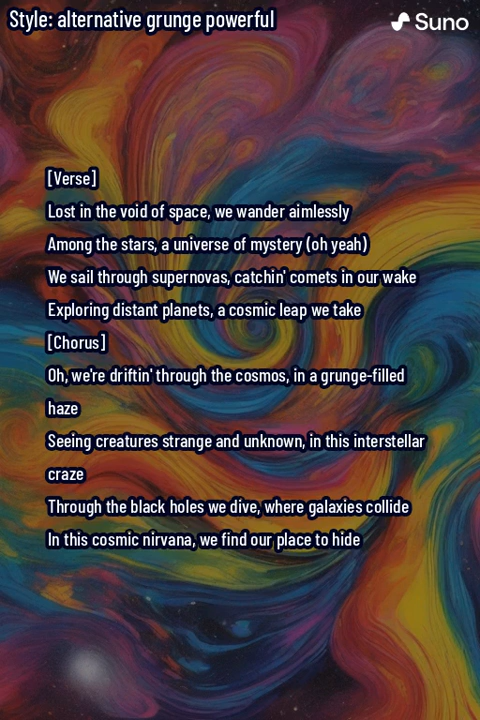 Style: alternative grunge powerful
Suno
[Verse]
Lost in the void of space, we wander aimlessly
Among the stars, a universe of mystery (oh yeah)
We sail through supernovas, catchin' comets in our wake
Exploring distant planets, a cosmic leap we take
[Chorus]
Oh, we're driftin' through the cosmos, in a grunge-filled
haze
Seeing creatures strange and unknown, in this interstellar
craze
Through the black holes we dive, where galaxies collide
In this cosmic nirvana, we find our place to hide